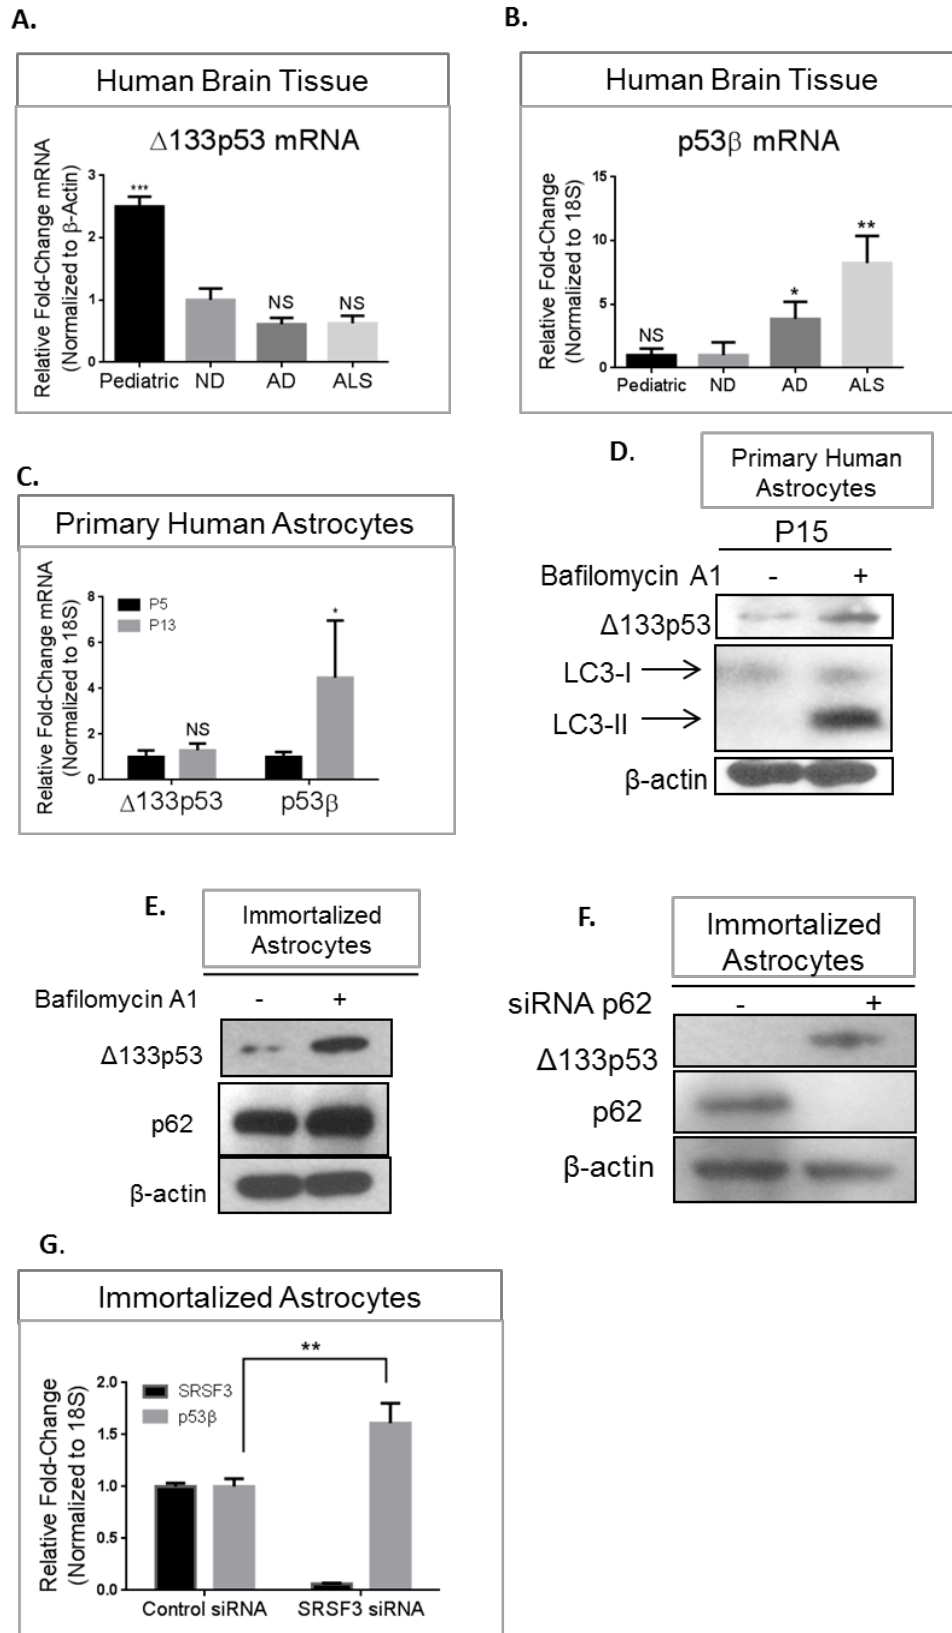 A.
Human Brain Tissue
Δ133p53 mRNA
Relative Fold-Change mRNA
(Normalized to β-Actin)
3
2
1
0
***
NS
NS
Pediatric ND AD ALS
B.
Human Brain Tissue
p53β mRNA
Relative Fold-Change
(Normalized to 18S)
15
10
5
0
NS
*
**
Pediatric ND AD ALS
C.
Primary Human Astrocytes
Relative Fold-Change mRNA
(Normalized to 18S)
8
6
4
2
0
P5
P13
NS
*
Δ133p53 p53β
D.
Primary Human
Astrocytes
P15
Bafilomycin A1 - +
Δ133p53
LC3-I
LC3-II
β-actin
E.
Immortalized
Astrocytes
Bafilomycin A1 - +
Δ133p53
p62
β-actin
F.
Immortalized
Astrocytes
siRNA p62 - +
Δ133p53
p62
β-actin
G.
Immortalized Astrocytes
Relative Fold-Change
(Normalized to 18S)
2.0
1.5
1.0
0.5
0.0
SRSF3
p53β
**
Control siRNA SRSF3 siRNA